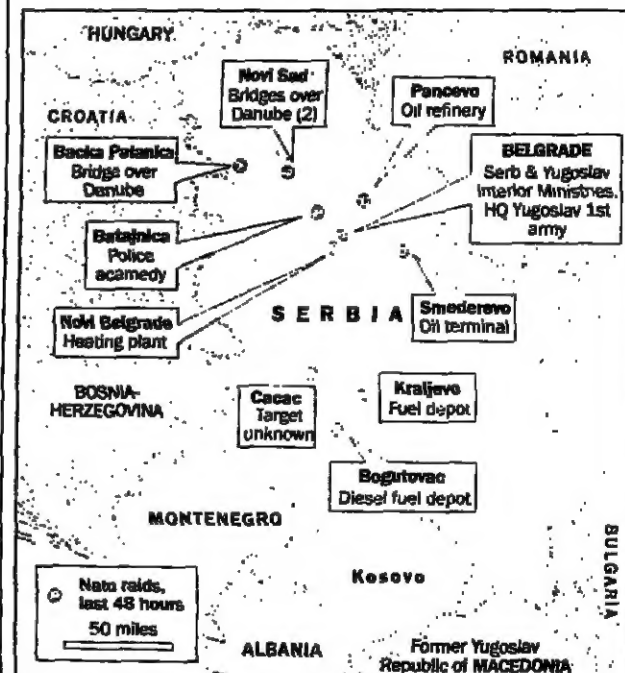 HUNGARY
ROMANIA
Novi Sad
Bridges over
Danube (2)
Pancevo
Oil refinery
CROATIA
Backa Palanka
Bridge over
Danube
BELGRADE
Serb & Yugoslav
Interior Ministries.
HQ Yugoslav 1st
army
Batajnica
Police
acamedy
Novi Belgrade
Heating plant
SERBIA
Smederevo
Oil terminal
BOSNIA-
HERZEGOVINA
Cacac
Target
unknown
Kraljevo
Fuel depot
Bogutovac
Diesel fuel depot
MONTENEGRO
Kosovo
BULGARIA
Nato raids,
last 48 hours
50 miles
ALBANIA
Former Yugoslav
Republic of MACEDONIA